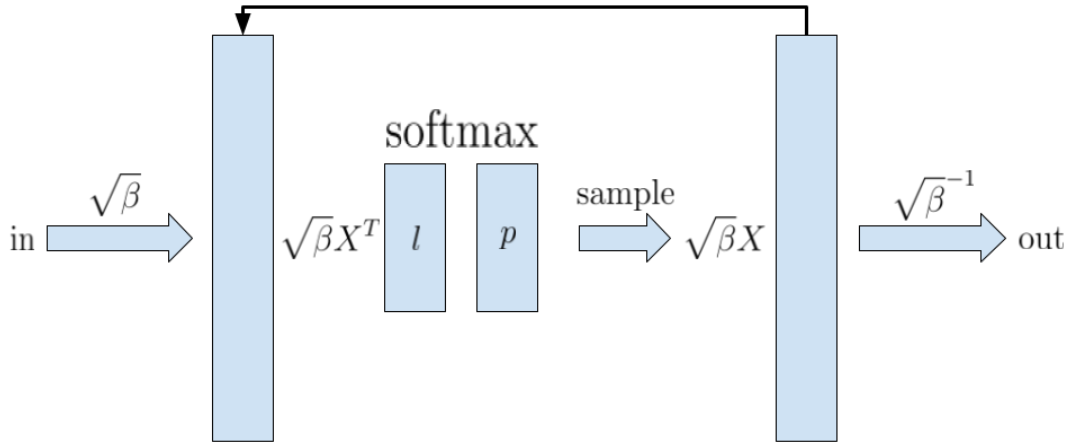 softmax
in
√β
√βXᵀ
l
p
sample
√βX
√β⁻¹
out